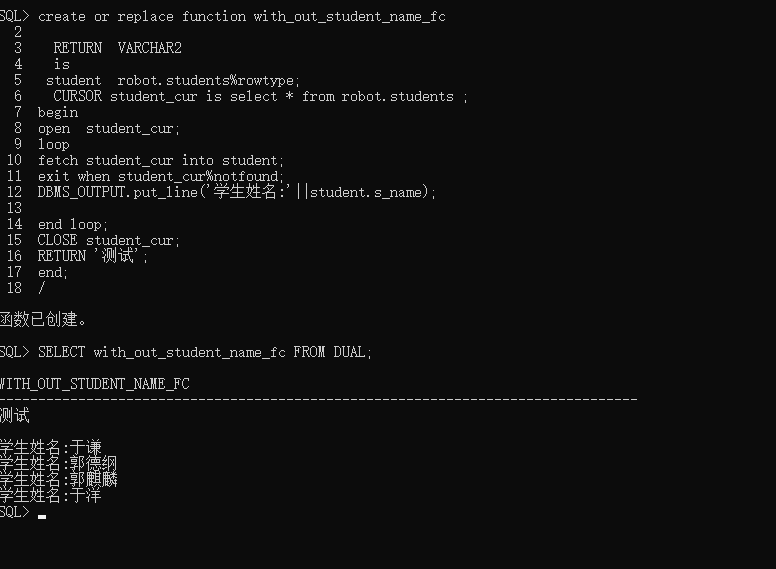 SQL> create or replace function with_out_student_name_fc
2
3 RETURN VARCHAR2
4 is
5 student robot.students%rowtype;
6 CURSOR student_cur is select * from robot.students ;
7 begin
8 open student_cur;
9 loop
10 fetch student_cur into student;
11 exit when student_cur%notfound;
12 DBMS_OUTPUT.put_line('学生姓名:'||student.s_name);
13
14 end loop;
15 CLOSE student_cur;
16 RETURN '测试';
17 end;
18 /
函数已创建。
SQL> SELECT with_out_student_name_fc FROM DUAL;
WITH_OUT_STUDENT_NAME_FC
--------------------------------------------------------------------------------
测试
学生姓名:于谦
学生姓名:郭德纲
学生姓名:郭麒麟
学生姓名:于洋
SQL>